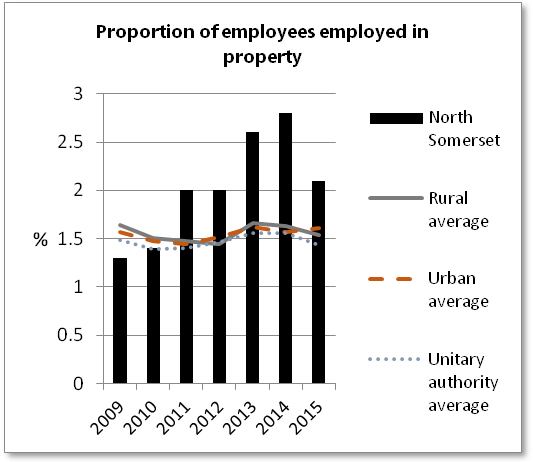 Proportion of employees employed in
property
3
2.5
2
1.5
1
0.5
0
%
2009
2010
2011
2012
2013
2014
2015
North
Somerset
Rural
average
Urban
average
Unitary
authority
average